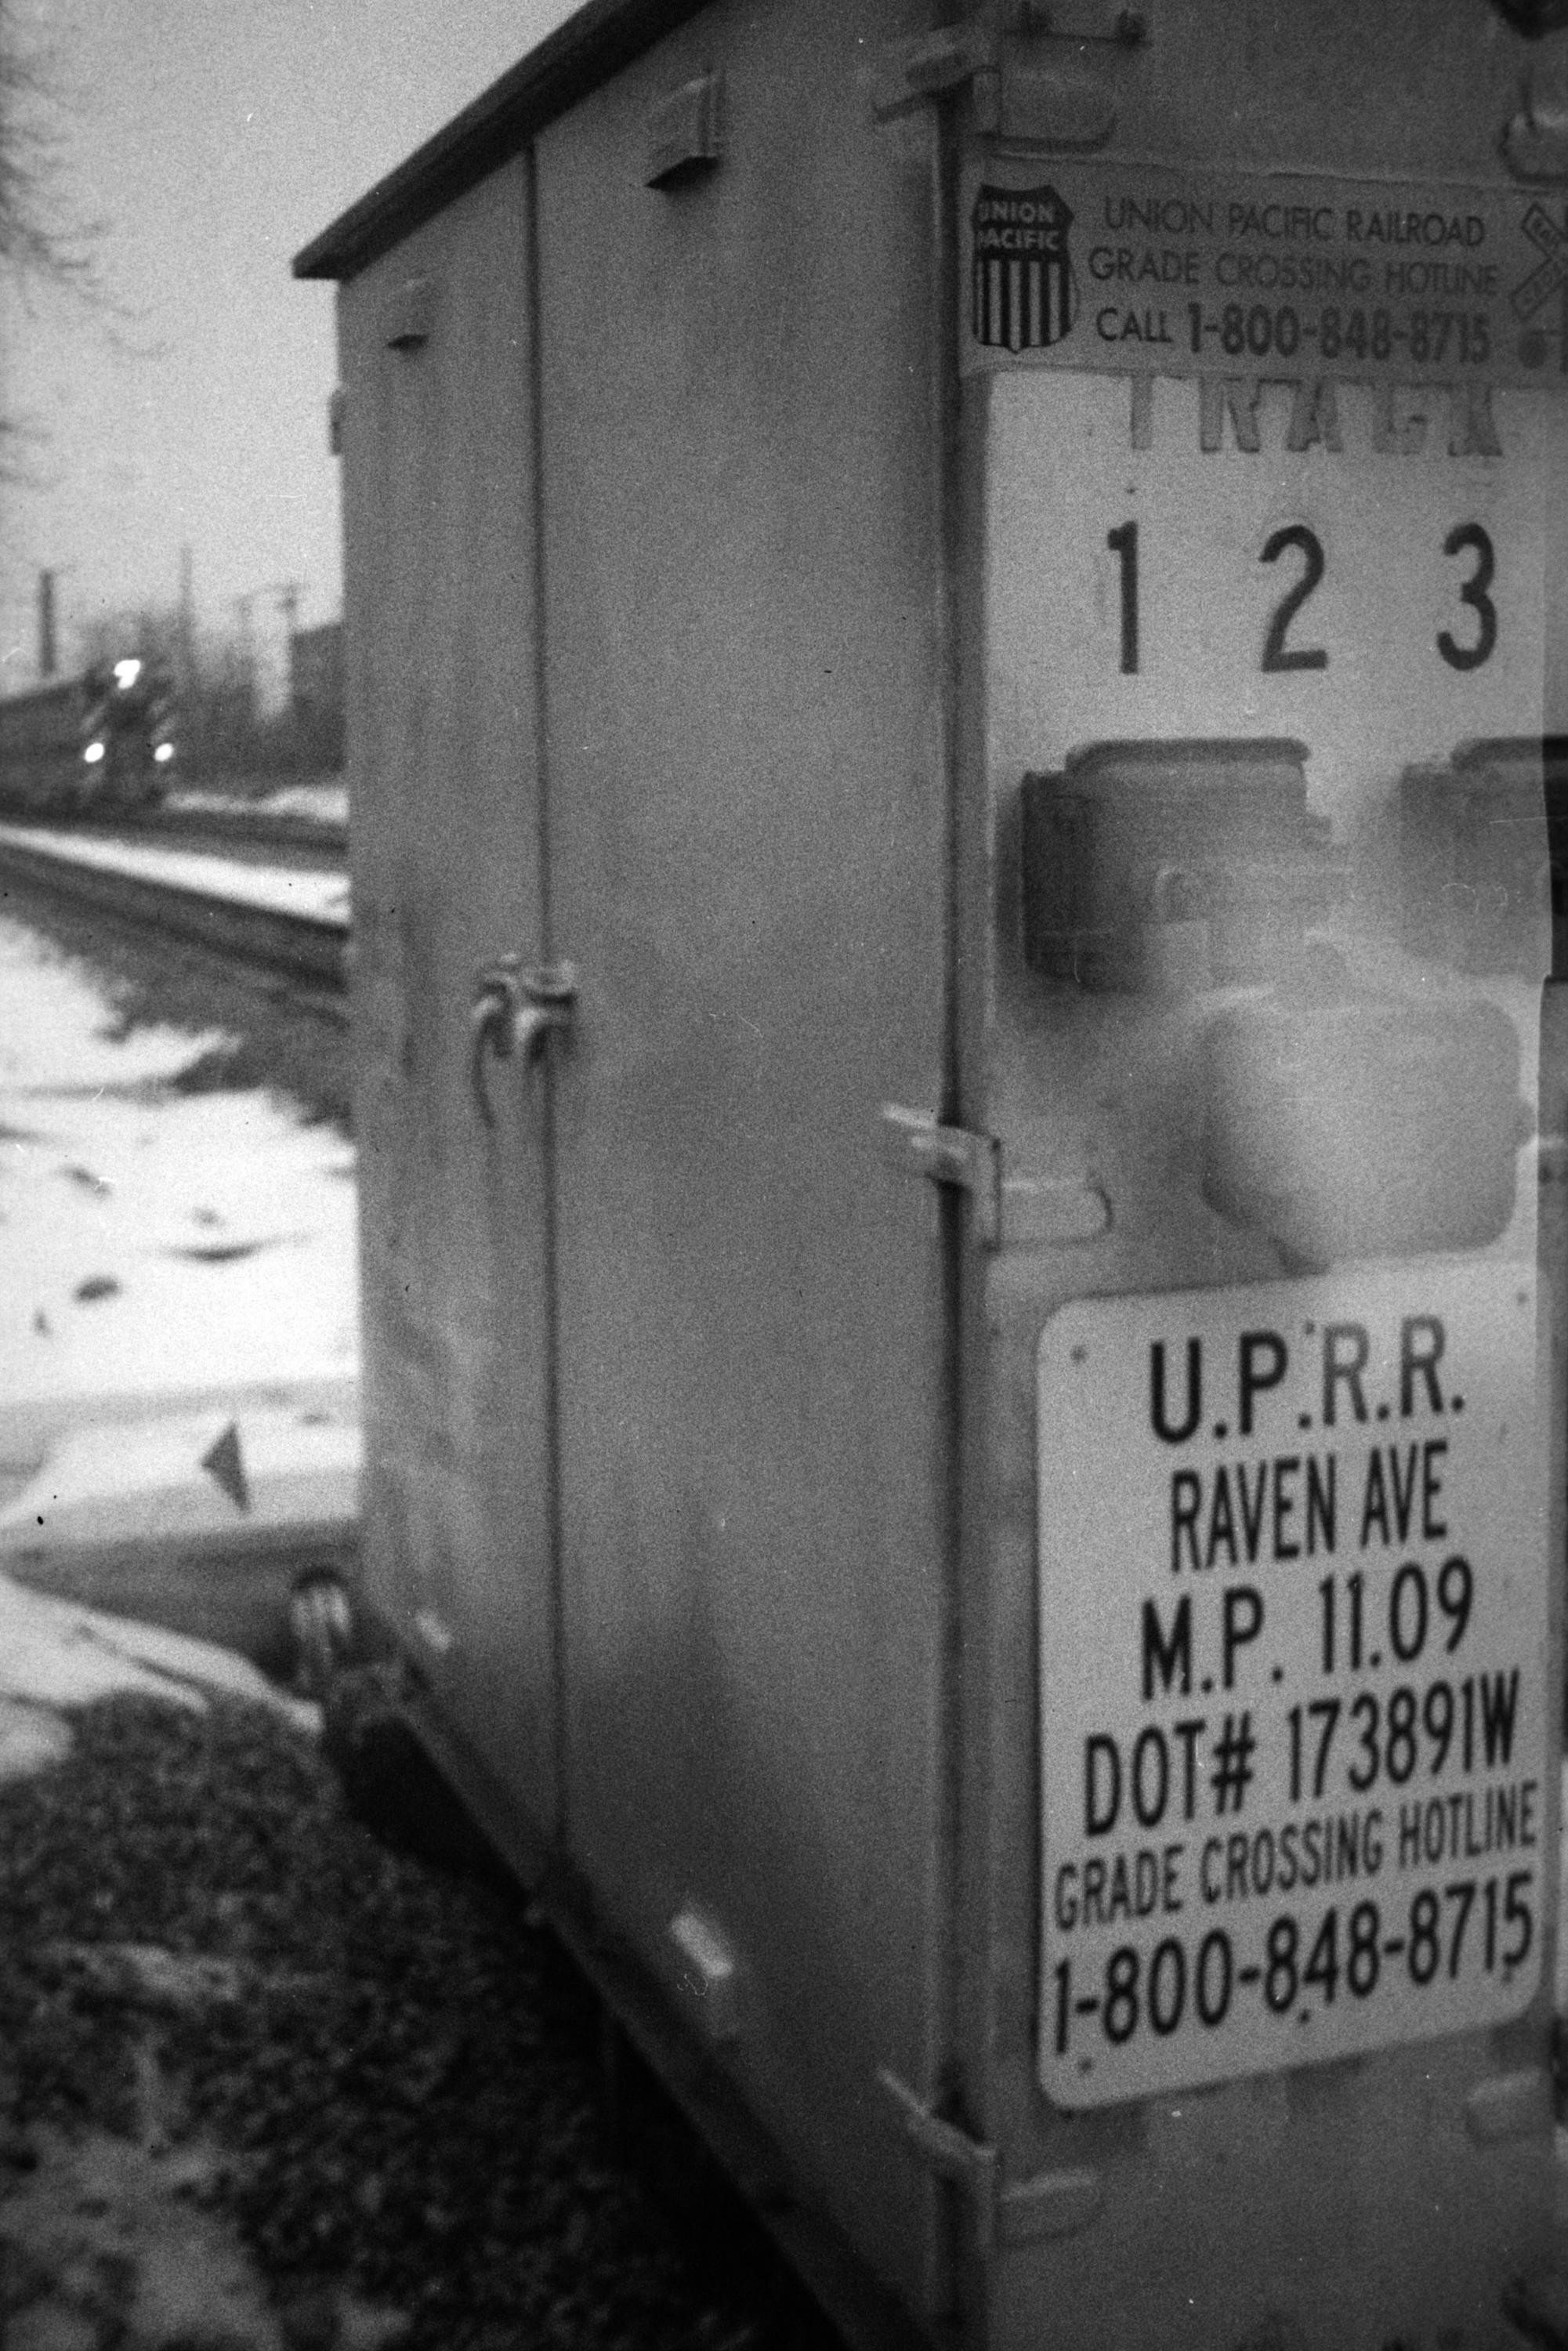 UNION
PACIFIC
UNION PACIFIC RAILROAD
GRADE CROSSING HOTLINE
CALL 1-800-848-8715
TRACK
1 2 3
U.P.R.R.
RAVEN AVE
M.P. 11.09
DOT# 173891W
GRADE CROSSING HOTLINE
1-800-848-8715